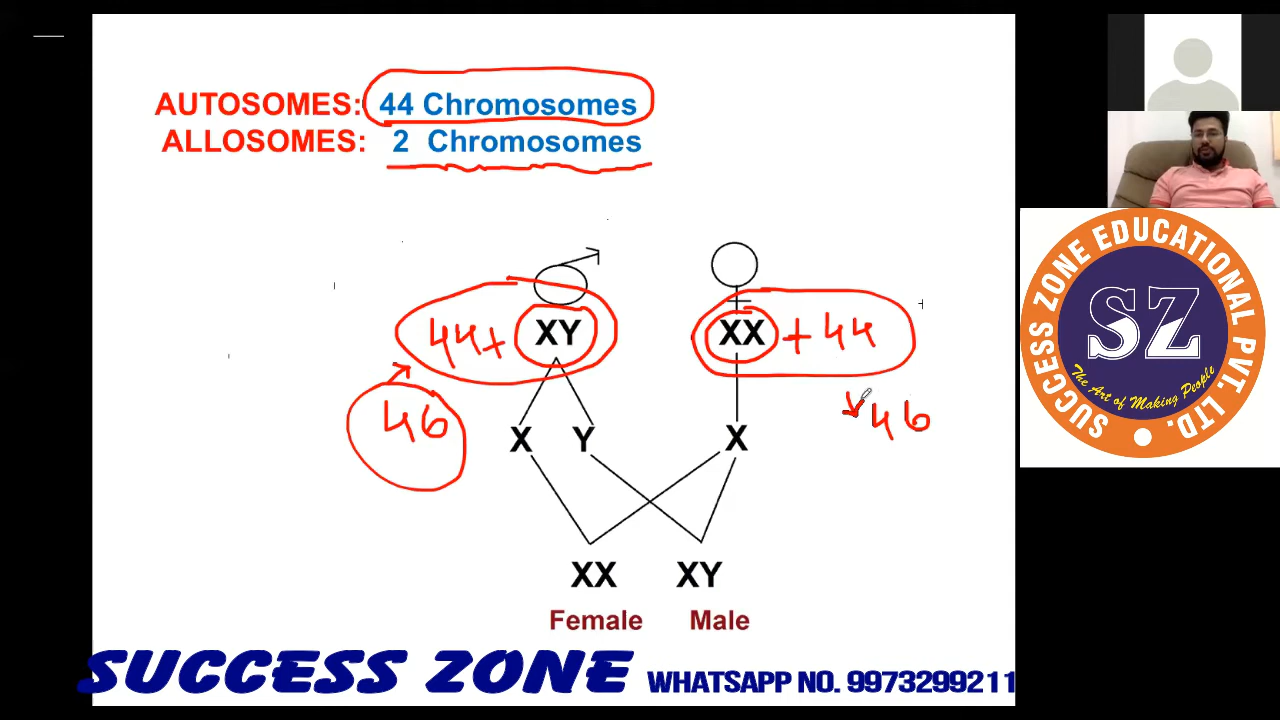 AUTOSOMES: 44 Chromosomes
ALLOSOMES: 2 Chromosomes
44+ XY
XX + 44
46
46
X Y X
XX XY
Female Male
SUCCESS ZONE WHATSAPP NO. 9973299211
SUCCESS ZONE EDUCATIONAL PVT. LTD.
SZ
The Art of Making People